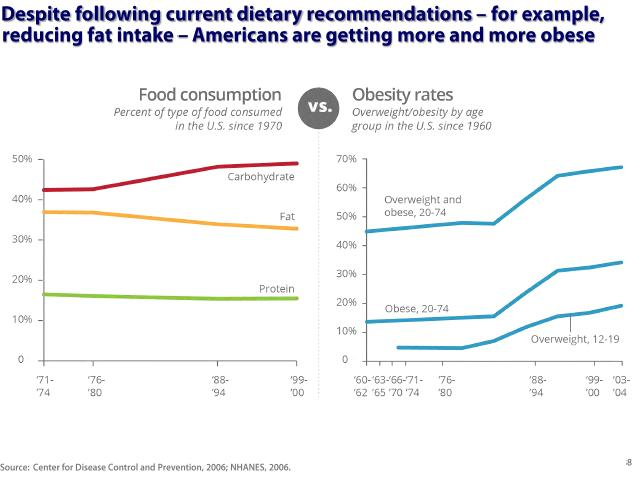 Despite following current dietary recommendations – for example,
reducing fat intake – Americans are getting more and more obese
Food consumption
Percent of type of food consumed
in the U.S. since 1970
vs.
Obesity rates
Overweight/obesity by age
group in the U.S. since 1960
50%
40%
30%
20%
10%
0
Carbohydrate
Fat
Protein
'71-
'74
'76-
'80
'88-
'94
'99-
'00
70%
60%
50%
40%
30%
20%
10%
0
Overweight and
obese, 20-74
Obese, 20-74
Overweight, 12-19
'60- '63- '66- '71- '76- '88- '99- '03-
'62 '65 '70 '74 '80 '94 '00 '04
Source: Center for Disease Control and Prevention, 2006; NHANES, 2006.
8